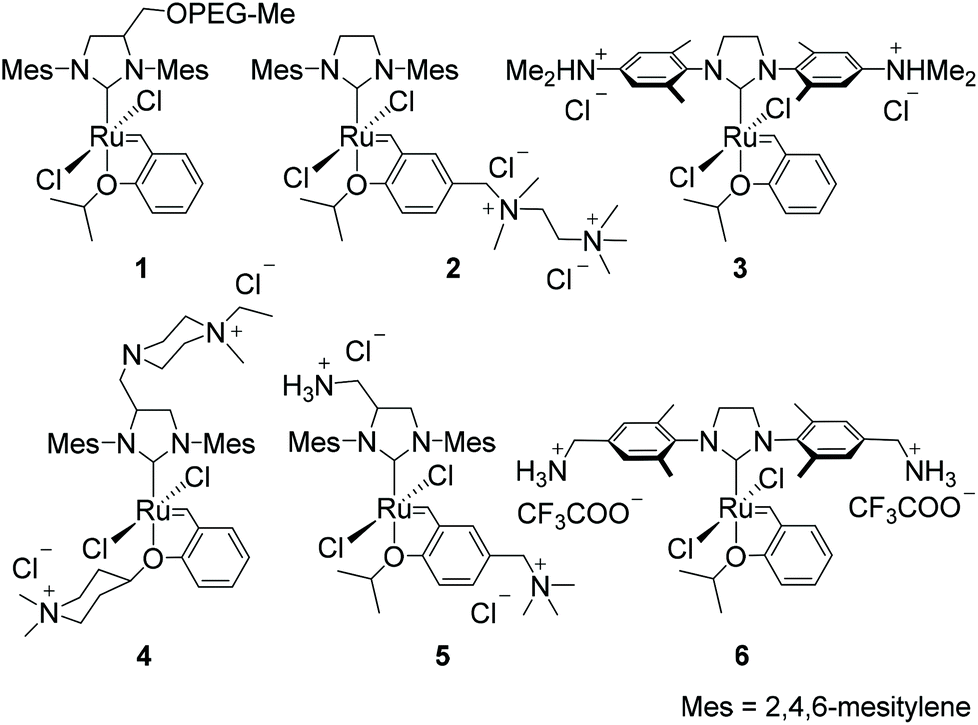 OPEG-Me
Mes–N N–Mes
Cl
Ru
Cl
O
1
Mes–N N–Mes
Cl
Ru
Cl
O
Cl⁻
N⁺
N⁺
Cl⁻
2
Me₂HN⁺ N N NHMe₂⁺
Cl⁻ Cl Cl⁻
Ru
Cl
O
3
Cl⁻
N⁺
N
Mes–N N–Mes
Cl
Ru
Cl
O
Cl⁻
N⁺
4
Cl⁻
H₃N⁺
Mes–N N–Mes
Cl
Ru
Cl
O
N⁺
Cl⁻
5
H₃N⁺ N N NH₃⁺
CF₃COO⁻ Cl CF₃COO⁻
Ru
Cl
O
6
Mes = 2,4,6-mesitylene